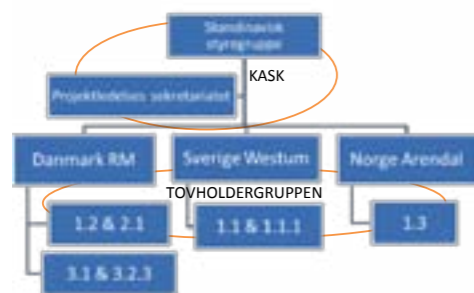 Skandinavisk
styregruppe
KASK
Projektledelses sekretariatet
Danmark RM
Sverige Westum
Norge Arendal
TOVHOLDERGRUPPEN
1.2 & 2.1
1.1 & 1.1.1
1.3
3.1 & 3.2.3